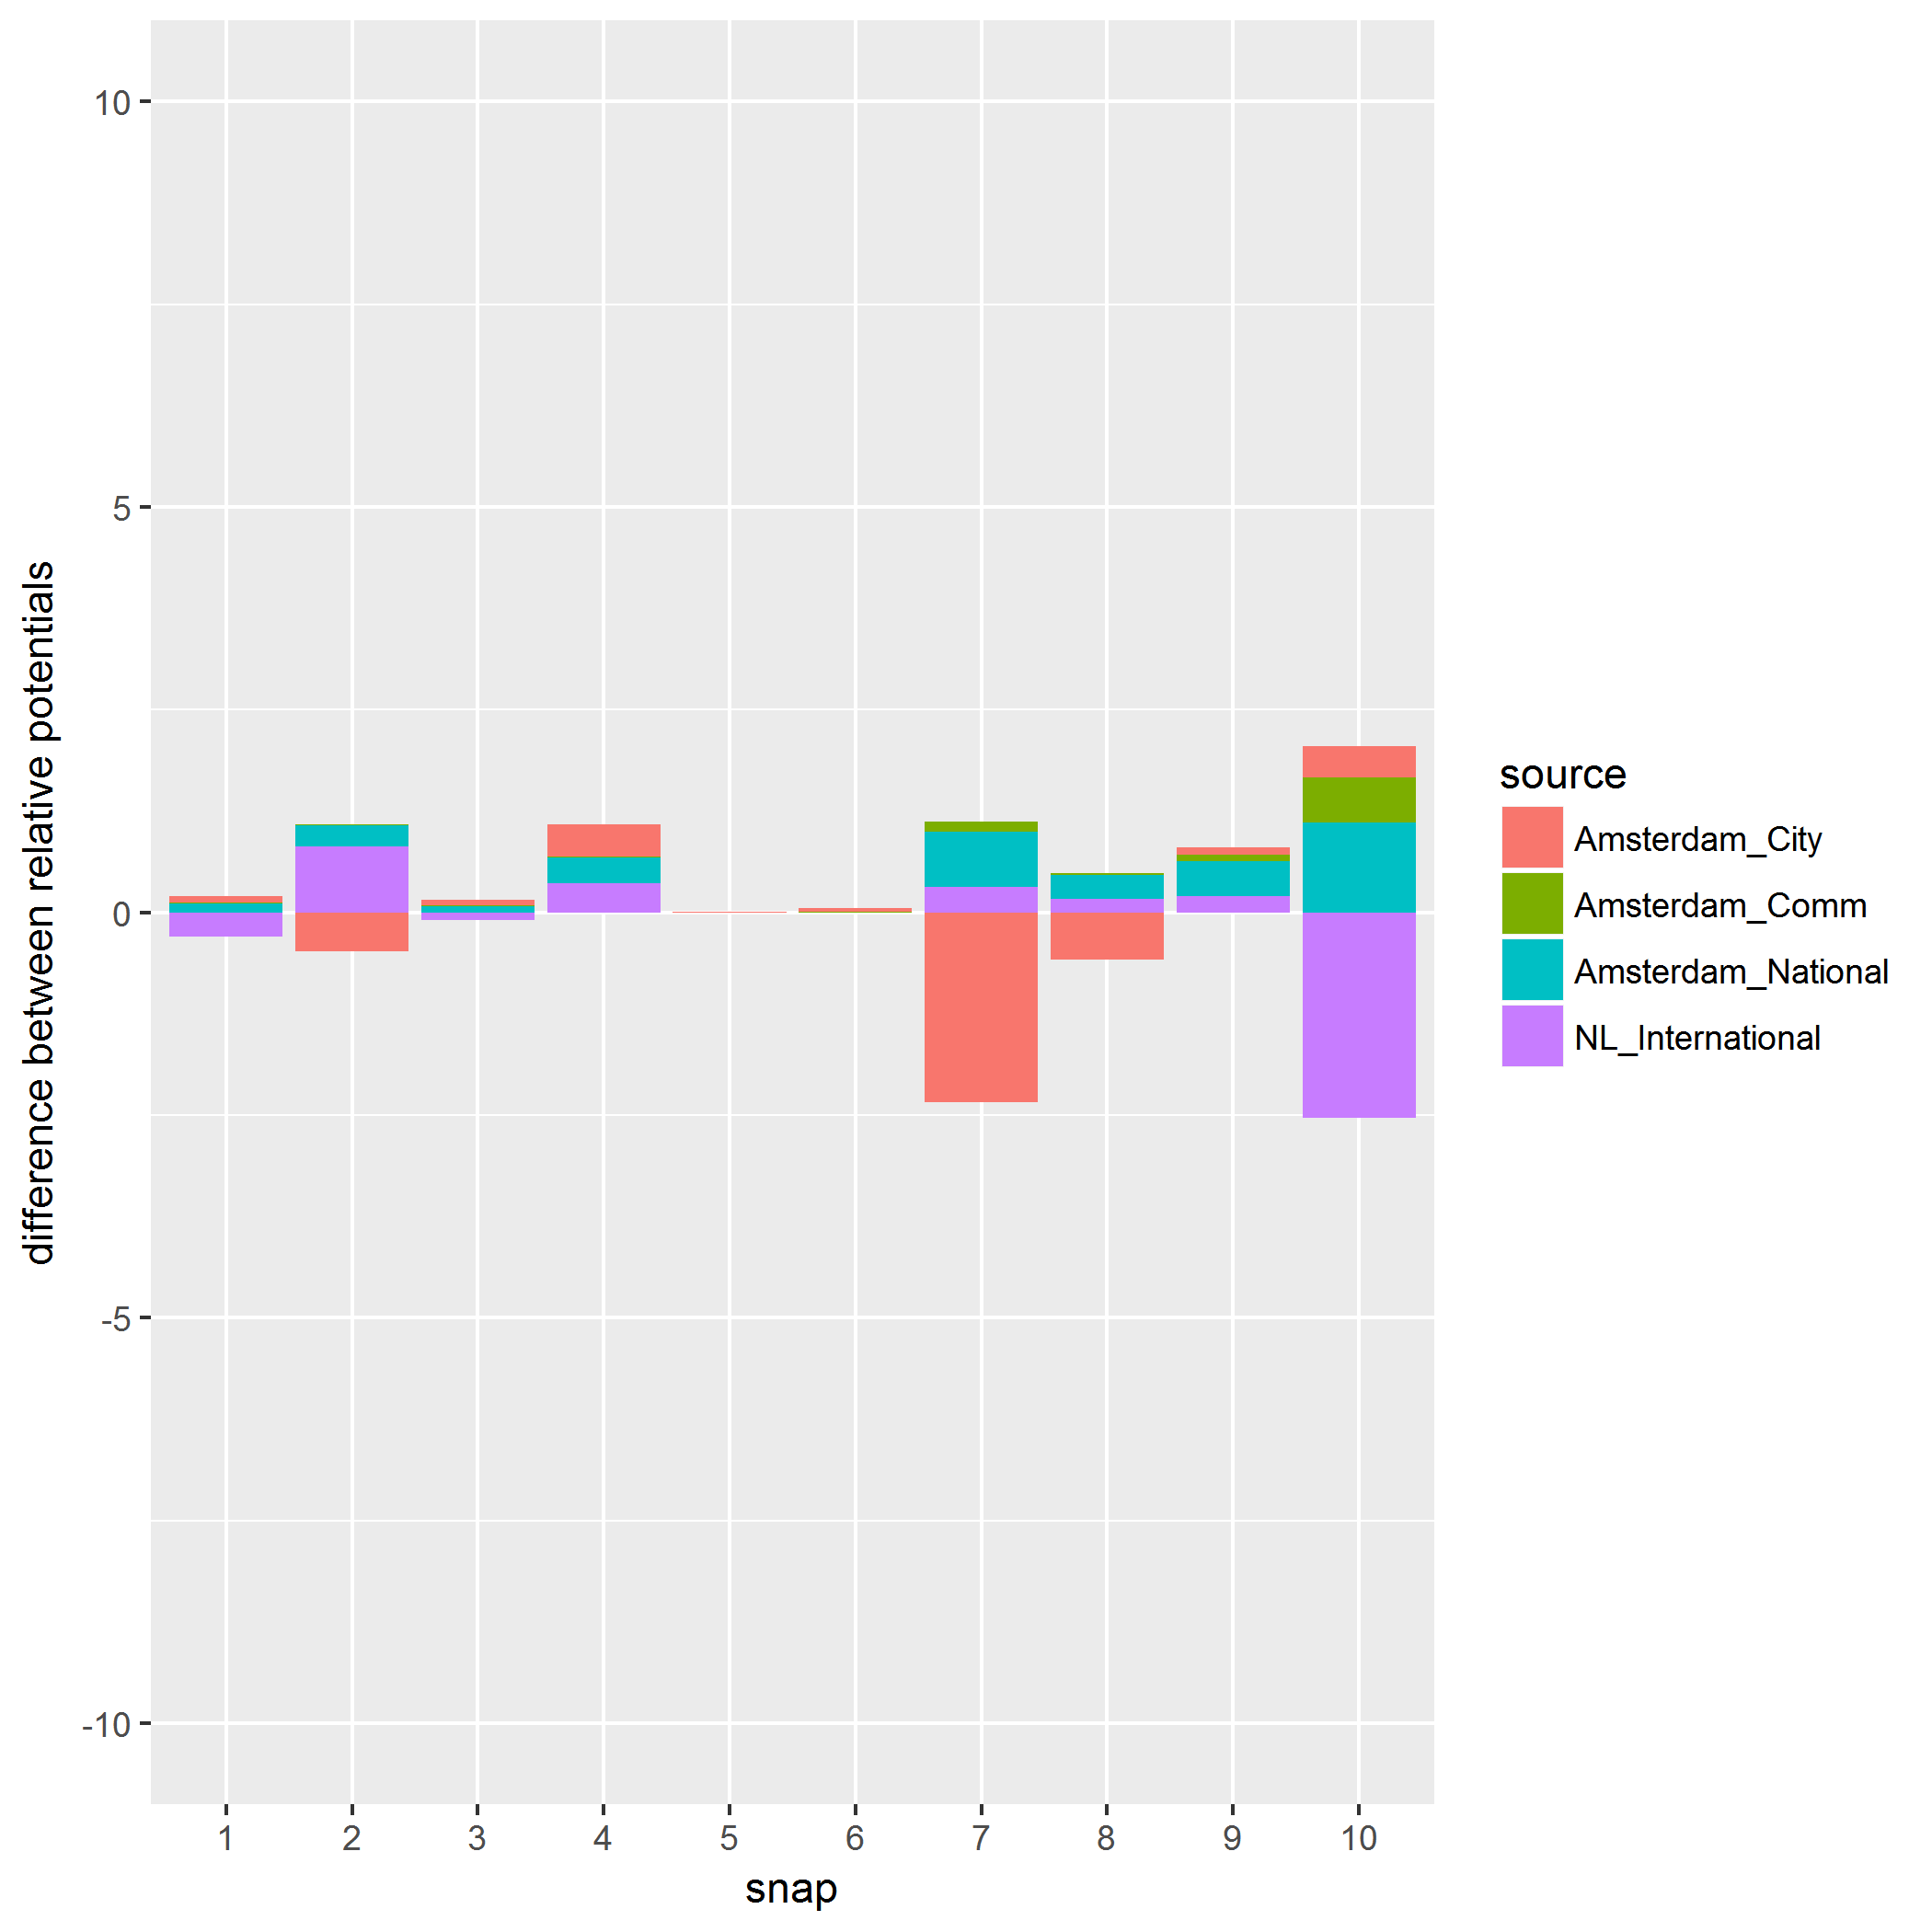 difference between relative potentials
10
5
0
-5
-10
1 2 3 4 5 6 7 8 9 10
snap
source
Amsterdam_City
Amsterdam_Comm
Amsterdam_National
NL_International